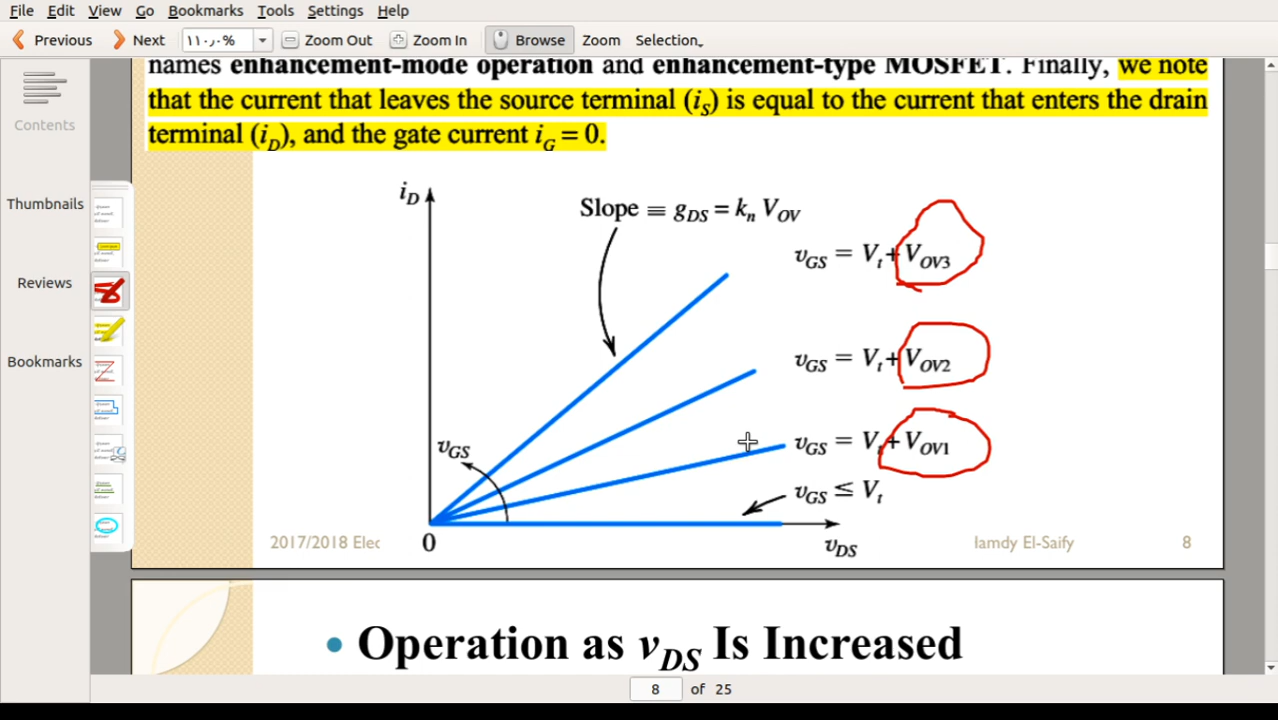 File Edit View Go Bookmarks Tools Settings Help
Previous Next ١١٠٫٠% Zoom Out Zoom In Browse Zoom Selection
Contents
Thumbnails
Reviews
Bookmarks
names enhancement-mode operation and enhancement-type MOSFET. Finally, we note
that the current that leaves the source terminal (iS) is equal to the current that enters the drain
terminal (iD), and the gate current iG = 0.
iD
Slope ≡ gDS = kn VOV
vGS = Vt + VOV3
vGS = Vt + VOV2
vGS
vGS = Vt + VOV1
vGS ≤ Vt
0
vDS
2017/2018 Elec
lamdy El-Saify
8
• Operation as vDS Is Increased
8 of 25